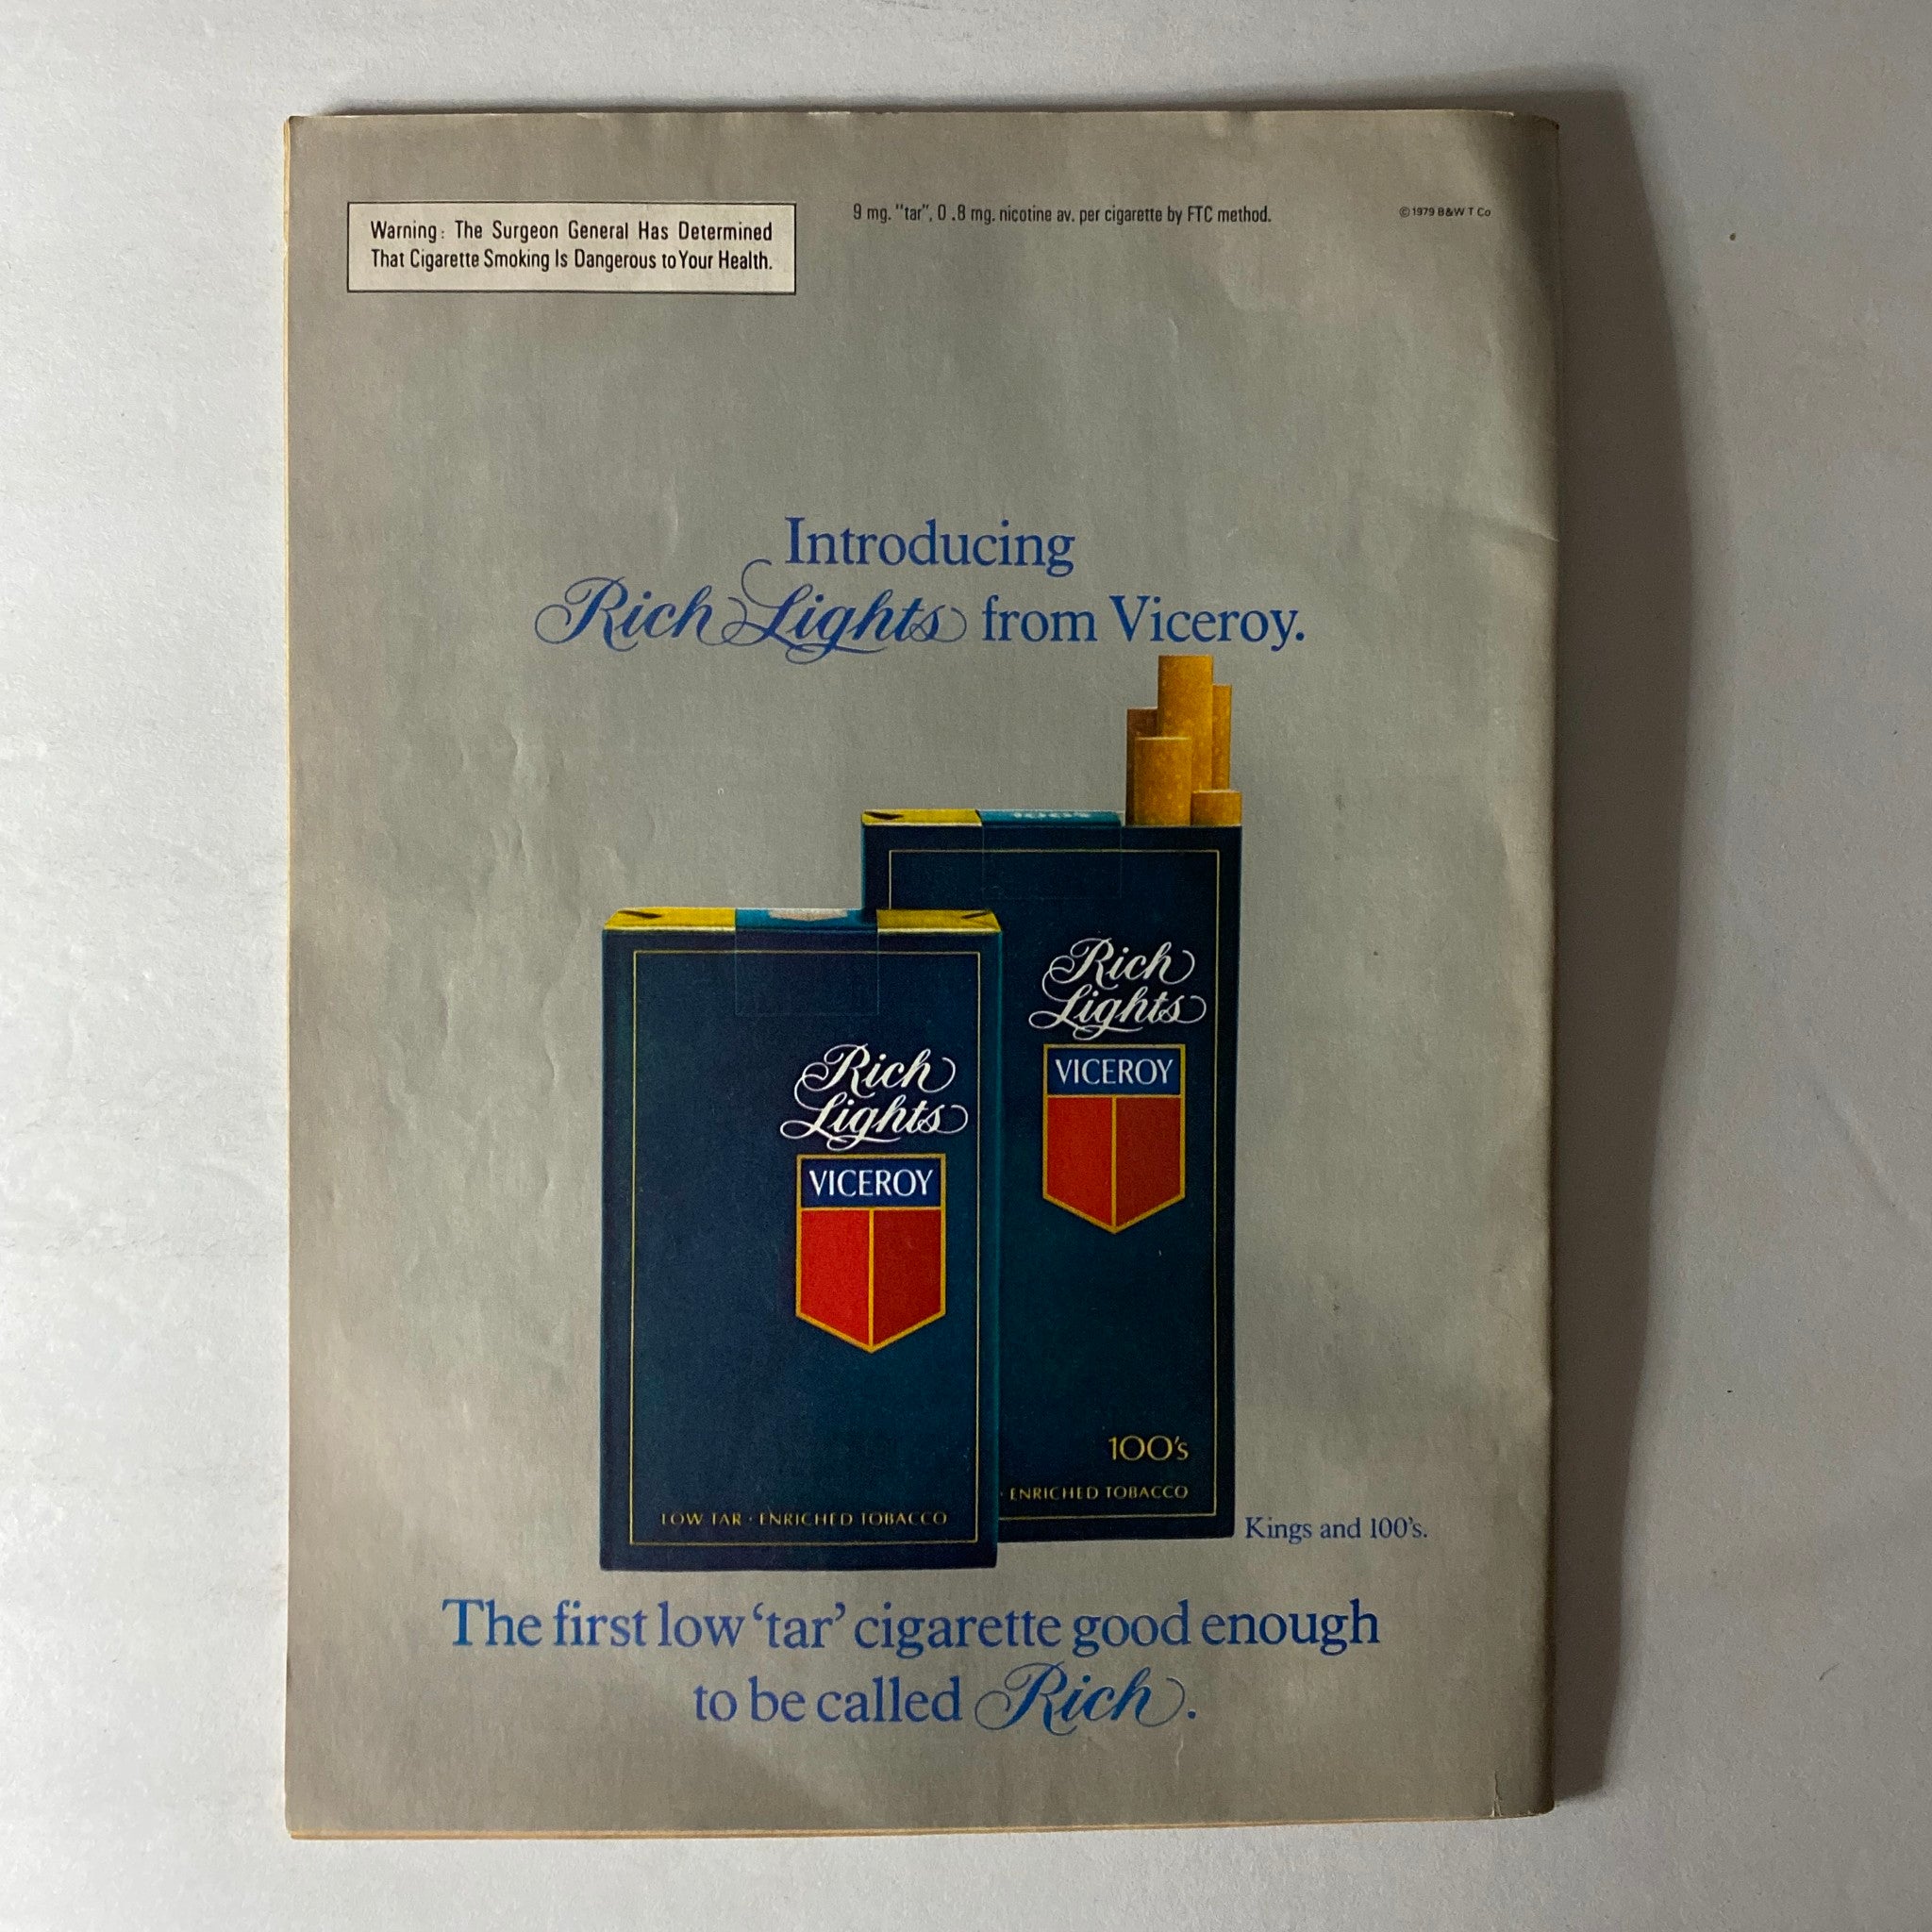 Warning: The Surgeon General Has Determined
That Cigarette Smoking Is Dangerous to Your Health.
9 mg. "tar", 0.8 mg. nicotine av. per cigarette by FTC method.
©1979 B&W T Co
Introducing
Rich Lights from Viceroy.
100's
Rich
Lights
VICEROY
100's
· ENRICHED TOBACCO
Rich
Lights
VICEROY
LOW TAR · ENRICHED TOBACCO
Kings and 100's.
The first low 'tar' cigarette good enough
to be called Rich.